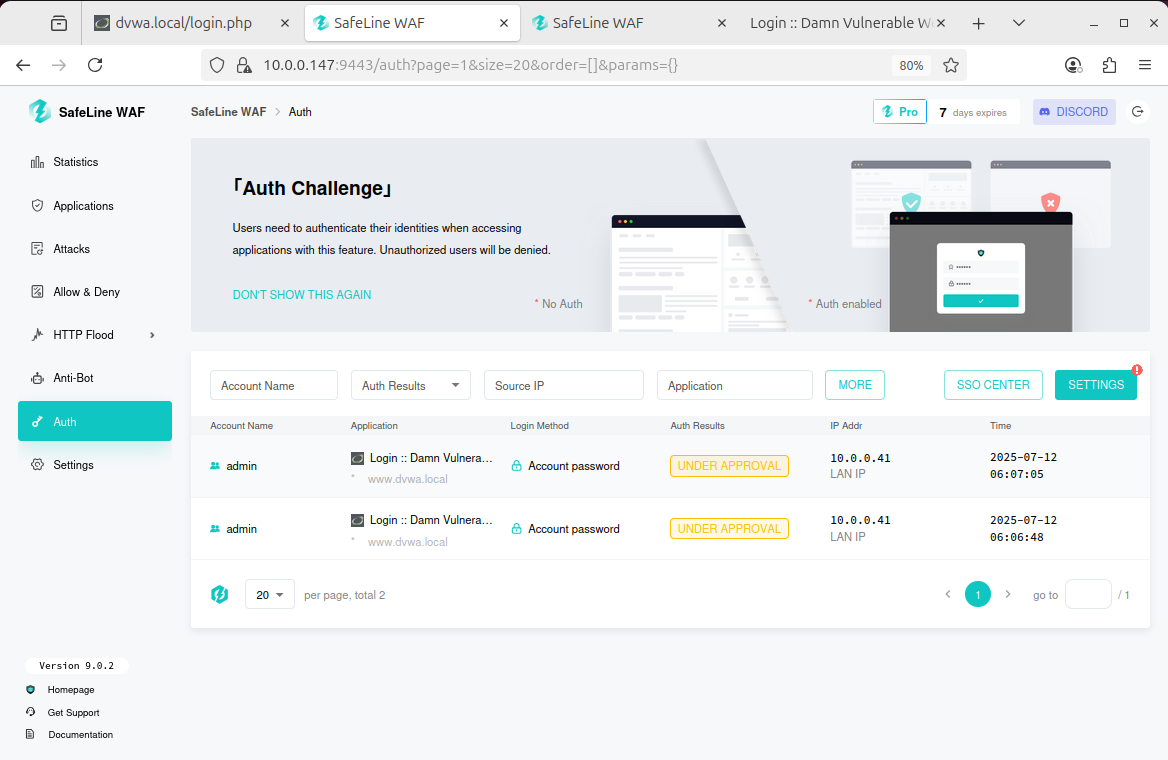 dvwa.local/login.php
SafeLine WAF
SafeLine WAF
Login :: Damn Vulnerable W
10.0.0.147:9443/auth?page=1&size=20&order=[]&params={}
80%
SafeLine WAF
SafeLine WAF > Auth
Pro
7 days expires
DISCORD
Statistics
Applications
Attacks
Allow & Deny
HTTP Flood
Anti-Bot
Auth
Settings
「Auth Challenge」
Users need to authenticate their identities when accessing
applications with this feature. Unauthorized users will be denied.
DON'T SHOW THIS AGAIN
* No Auth
* Auth enabled
Account Name
Auth Results
Source IP
Application
MORE
SSO CENTER
SETTINGS
!
Account Name Application Login Method Auth Results IP Addr Time
admin Login :: Damn Vulnera... Account password UNDER APPROVAL 10.0.0.41 2025-07-12
* www.dvwa.local LAN IP 06:07:05
admin Login :: Damn Vulnera... Account password UNDER APPROVAL 10.0.0.41 2025-07-12
* www.dvwa.local LAN IP 06:06:48
20 per page, total 2
1
go to / 1
Version 9.0.2
Homepage
Get Support
Documentation